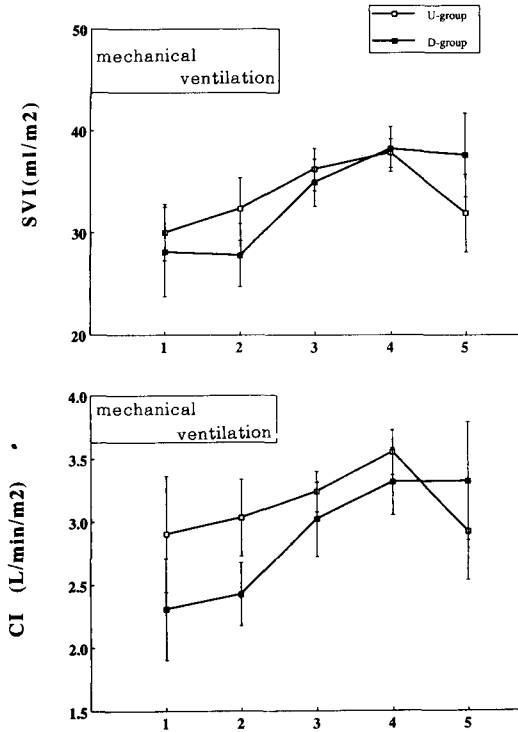 50
U-group
D-group
mechanical
ventilation
40
30
20
SVI(ml/m2)
1 2 3 4 5
4.0
mechanical
ventilation
3.5
3.0
2.5
2.0
1.5
CI (L/min/m2)
1 2 3 4 5